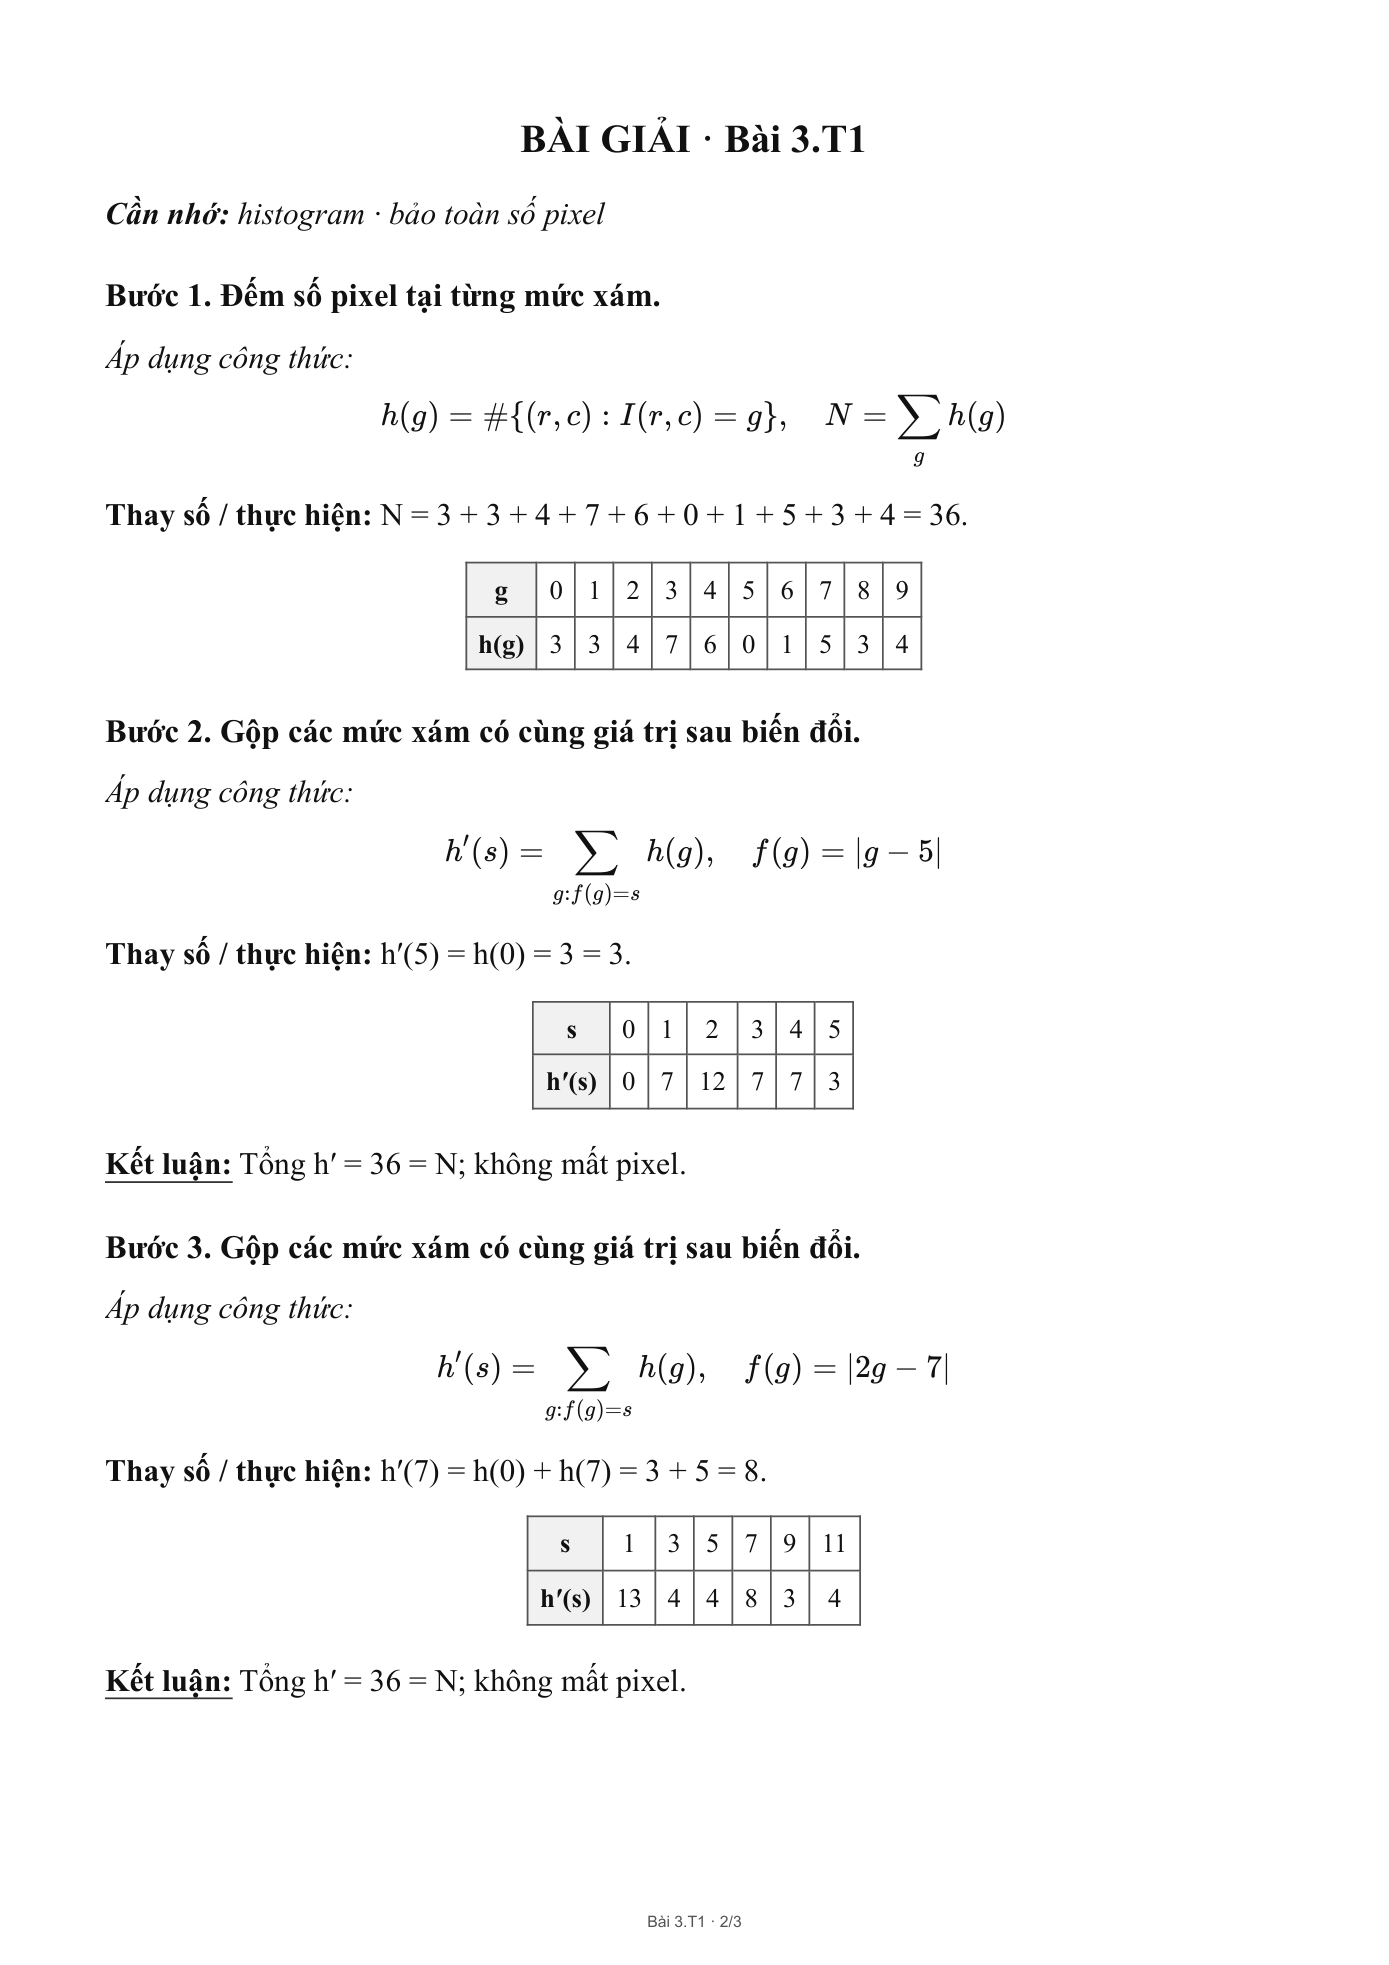 BÀI GIẢI · Bài 3.T1
Cần nhớ: histogram · bảo toàn số pixel
Bước 1. Đếm số pixel tại từng mức xám.
Áp dụng công thức:
h(g) = #{(r, c) : I(r, c) = g},   N = ∑_g h(g)
Thay số / thực hiện: N = 3 + 3 + 4 + 7 + 6 + 0 + 1 + 5 + 3 + 4 = 36.
g 0 1 2 3 4 5 6 7 8 9
h(g) 3 3 4 7 6 0 1 5 3 4
Bước 2. Gộp các mức xám có cùng giá trị sau biến đổi.
Áp dụng công thức:
h′(s) = ∑_{g:f(g)=s} h(g),   f(g) = |g − 5|
Thay số / thực hiện: h′(5) = h(0) = 3 = 3.
s 0 1 2 3 4 5
h′(s) 0 7 12 7 7 3
Kết luận: Tổng h′ = 36 = N; không mất pixel.
Bước 3. Gộp các mức xám có cùng giá trị sau biến đổi.
Áp dụng công thức:
h′(s) = ∑_{g:f(g)=s} h(g),   f(g) = |2g − 7|
Thay số / thực hiện: h′(7) = h(0) + h(7) = 3 + 5 = 8.
s 1 3 5 7 9 11
h′(s) 13 4 4 8 3 4
Kết luận: Tổng h′ = 36 = N; không mất pixel.
Bài 3.T1 · 2/3